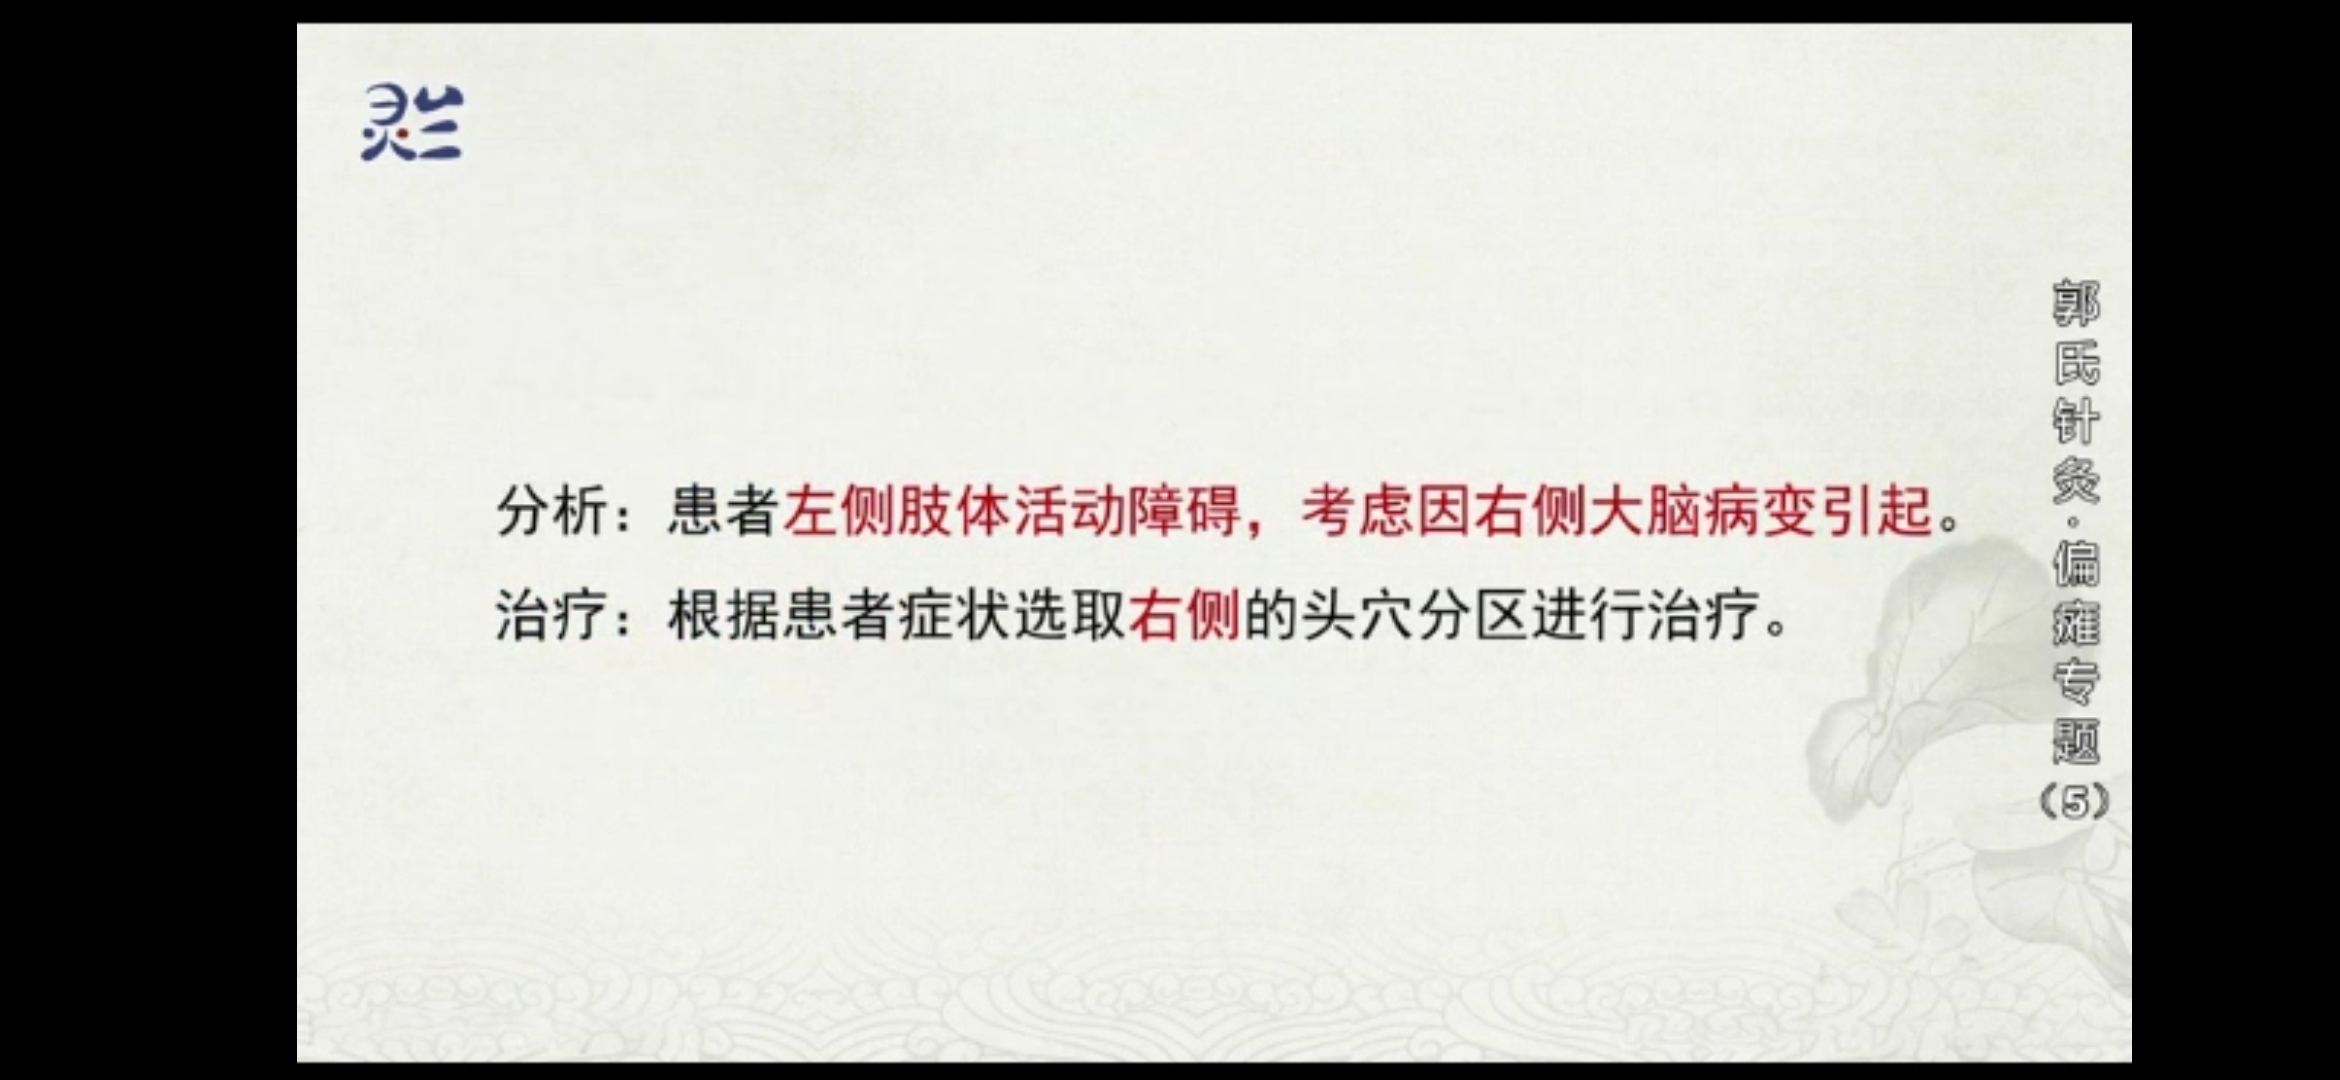 灵兰
分析：患者左侧肢体活动障碍，考虑因右侧大脑病变引起。
治疗：根据患者症状选取右侧的头穴分区进行治疗。
郭氏针灸·偏瘫专题（5）